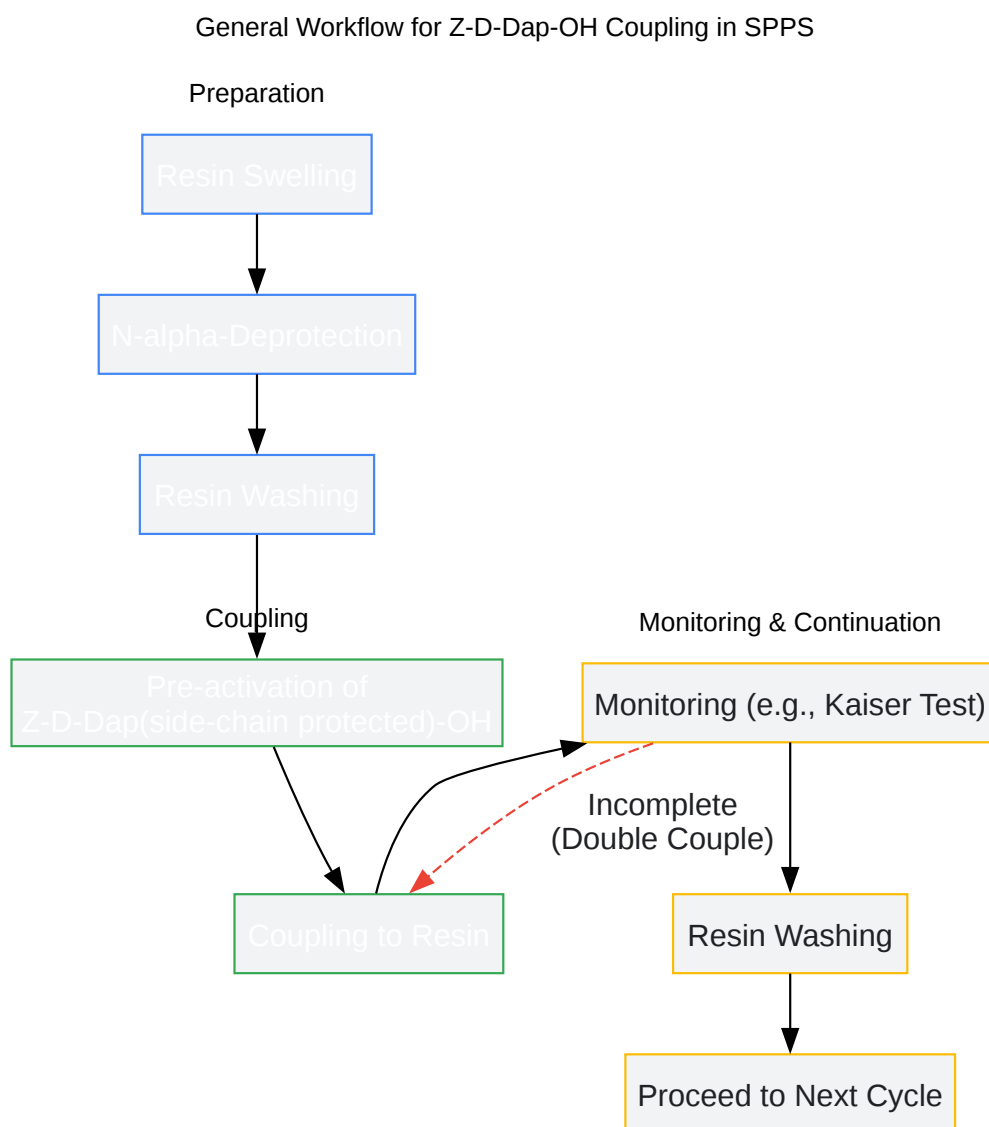 General Workflow for Z-D-Dap-OH Coupling in SPPS
Preparation
Resin Swelling
N-alpha-Deprotection
Resin Washing
Coupling
Pre-activation of
Z-D-Dap(side-chain protected)-OH
Coupling to Resin
Monitoring & Continuation
Monitoring (e.g., Kaiser Test)
Incomplete
(Double Couple)
Resin Washing
Proceed to Next Cycle